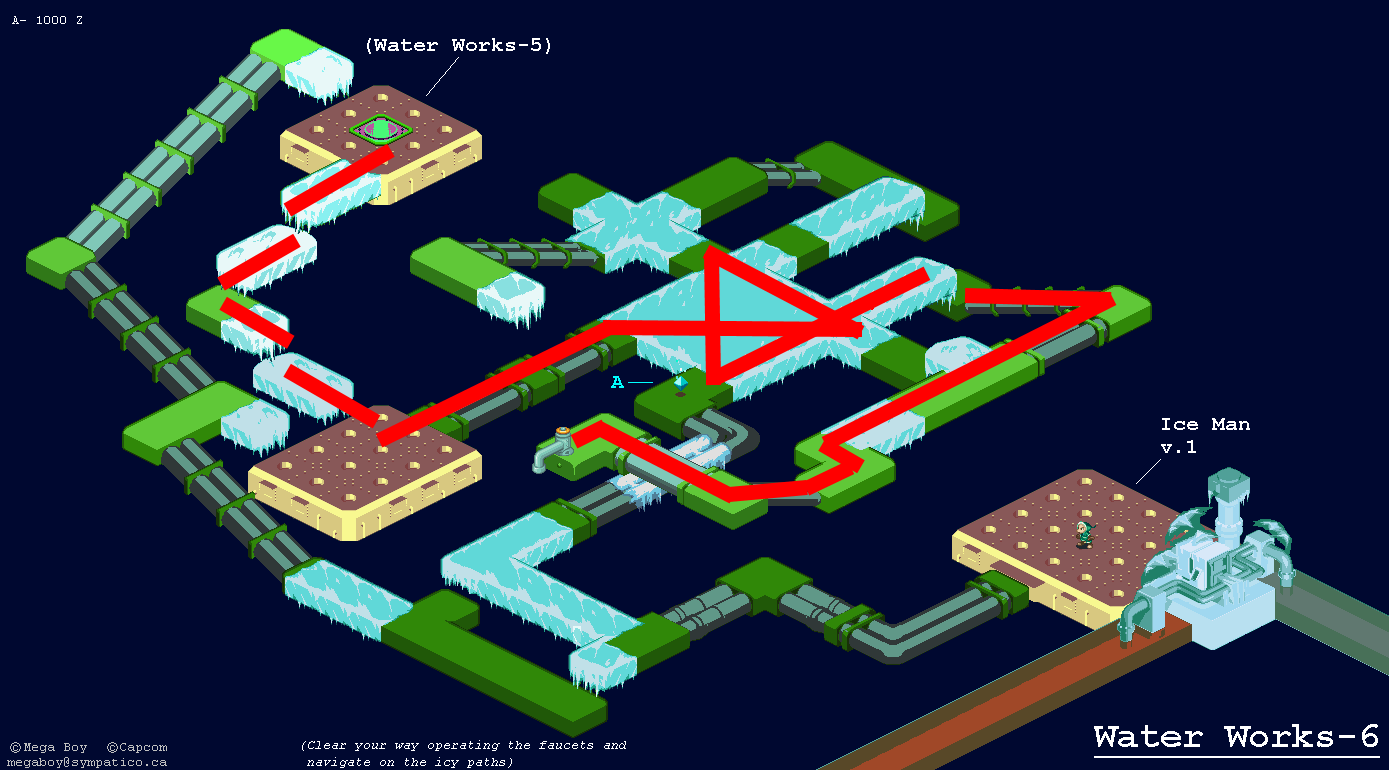 A- 1000 Z
(Water Works-5)
A
Ice Man
v.1
Water Works-6
©Mega Boy ©Capcom
megaboy@sympatico.ca
(Clear your way operating the faucets and
navigate on the icy paths)